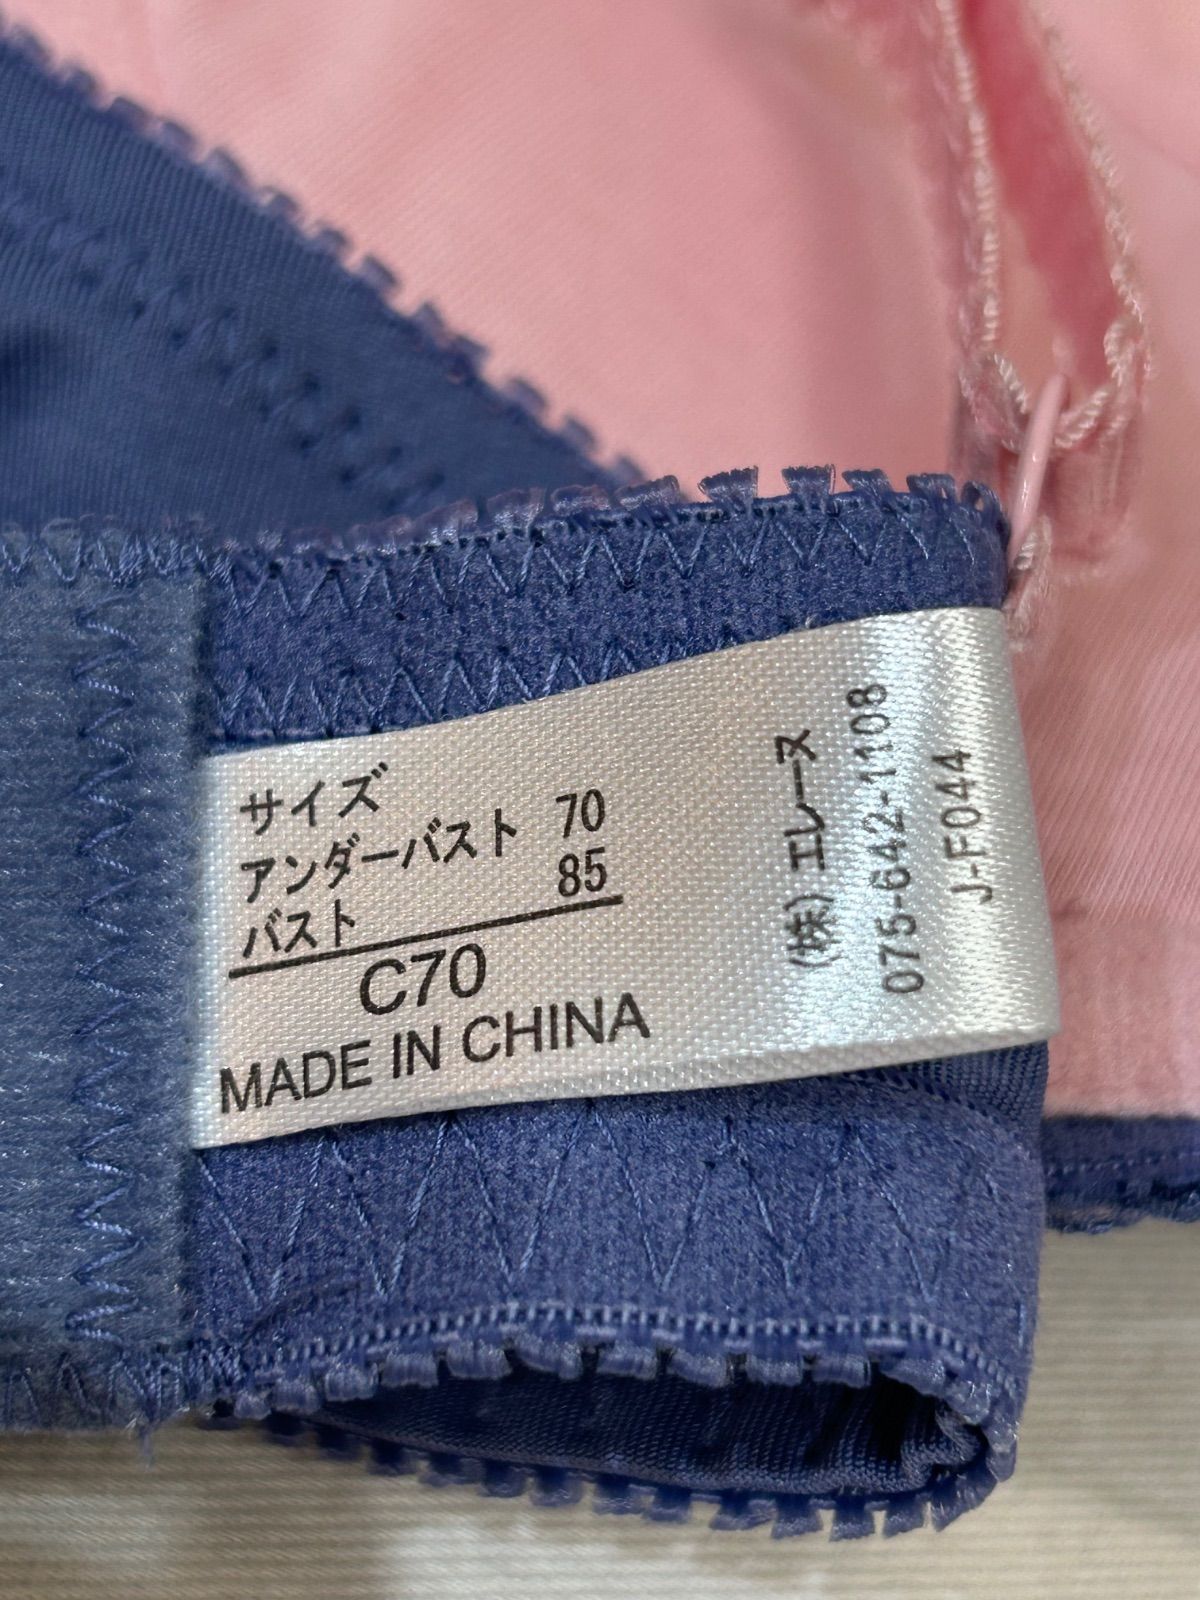 サイズ
アンダーバスト 70
バスト 85
C70
MADE IN CHINA
(株)エレーヌ
075-642-1108
J-F044